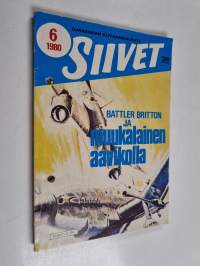 6
1980
SIIVET
BATTLER BRITTON
JA
muukalainen
aavikolla